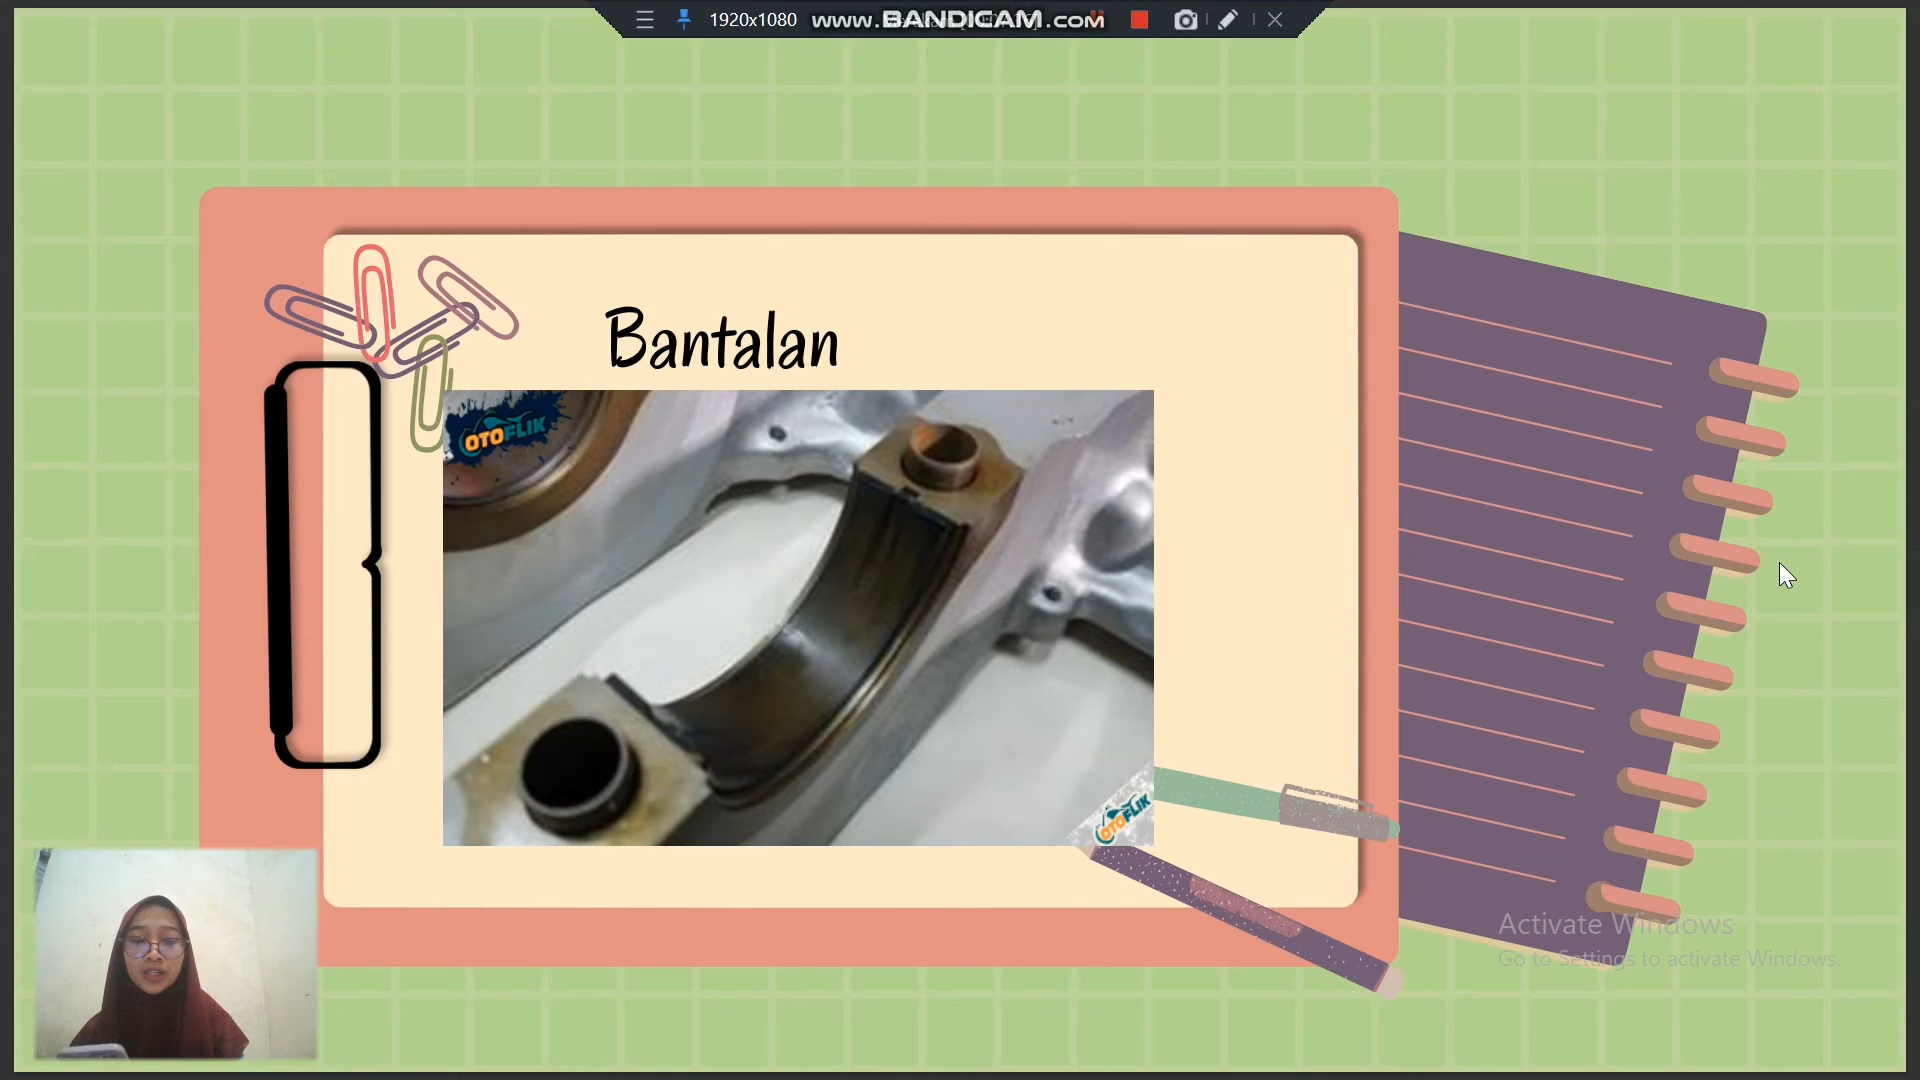 1920x1080
www.BANDICAM.com
Bantalan
OTOFLIK
OTOFLIK
Activate Windows
Go to Settings to activate Windows.